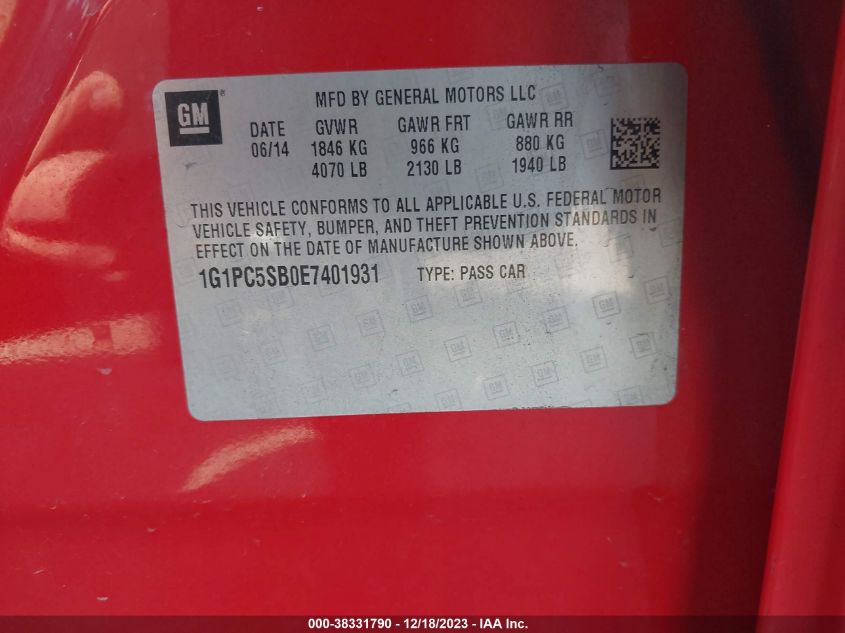 GM ® MFD BY GENERAL MOTORS LLC
DATE GVWR GAWR FRT GAWR RR
06/14 1846 KG 966 KG 880 KG
4070 LB 2130 LB 1940 LB
THIS VEHICLE CONFORMS TO ALL APPLICABLE U.S. FEDERAL MOTOR
VEHICLE SAFETY, BUMPER, AND THEFT PREVENTION STANDARDS IN
EFFECT ON THE DATE OF MANUFACTURE SHOWN ABOVE.
1G1PC5SB0E7401931 TYPE: PASS CAR
000-38331790 - 12/18/2023 - IAA Inc.